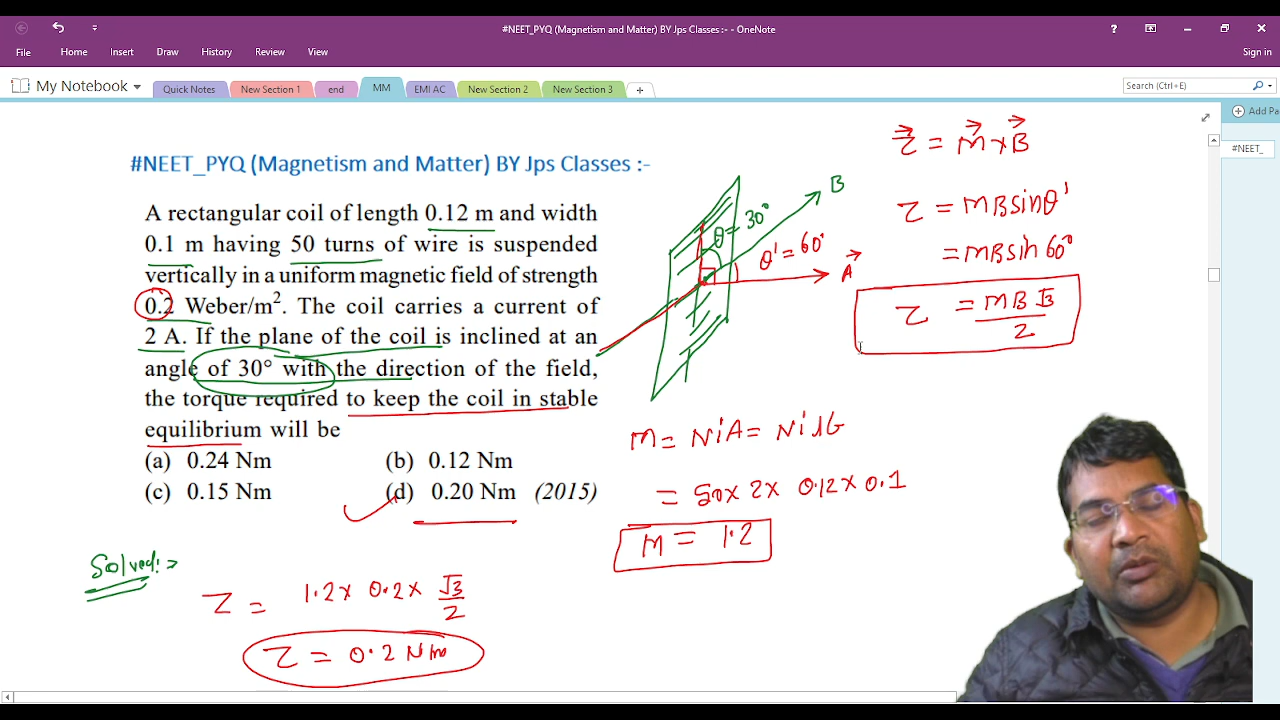 #NEET_PYQ (Magnetism and Matter) BY Jps Classes :- - OneNote
? 
File Home Insert Draw History Review View Sign in
My Notebook Quick Notes New Section 1 end MM EMI AC New Section 2 New Section 3 + Search (Ctrl+E)
Add Pa
#NEET_
#NEET_PYQ (Magnetism and Matter) BY Jps Classes :-
A rectangular coil of length 0.12 m and width
0.1 m having 50 turns of wire is suspended
vertically in a uniform magnetic field of strength
0.2 Weber/m². The coil carries a current of
2 A. If the plane of the coil is inclined at an
angle of 30° with the direction of the field,
the torque required to keep the coil in stable
equilibrium will be
(a) 0.24 Nm (b) 0.12 Nm
(c) 0.15 Nm (d) 0.20 Nm (2015)
B
θ = 30°
θ' = 60°
A→
τ→ = M→ × B→
τ = MB sinθ'
= MB sin 60°
τ = MB √3/2
M = NiA = Nilb
= 50 × 2 × 0.12 × 0.1
M = 1.2
Solved:->
τ = 1.2 × 0.2 × √3/2
τ = 0.2 Nm